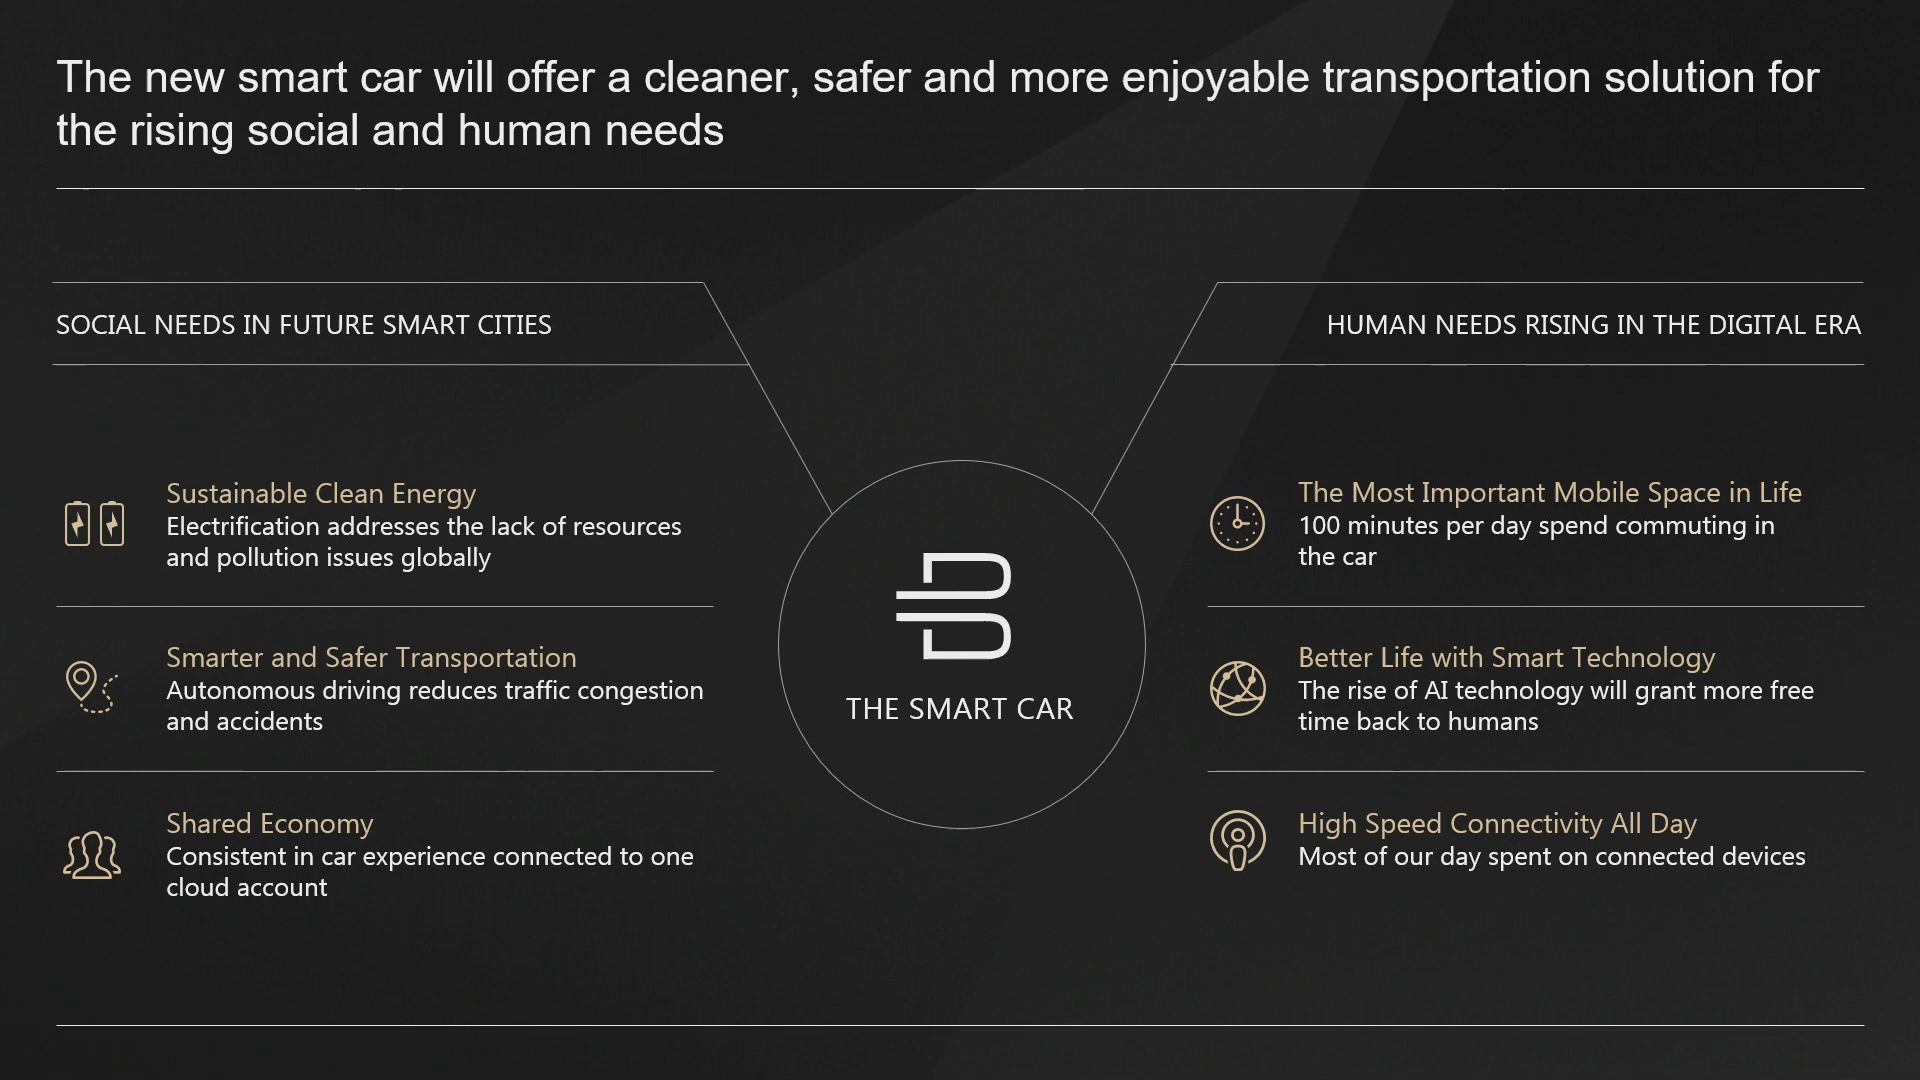 The new smart car will offer a cleaner, safer and more enjoyable transportation solution for
the rising social and human needs
SOCIAL NEEDS IN FUTURE SMART CITIES
Sustainable Clean Energy
Electrification addresses the lack of resources
and pollution issues globally
Smarter and Safer Transportation
Autonomous driving reduces traffic congestion
and accidents
Shared Economy
Consistent in car experience connected to one
cloud account
THE SMART CAR
HUMAN NEEDS RISING IN THE DIGITAL ERA
The Most Important Mobile Space in Life
100 minutes per day spend commuting in
the car
Better Life with Smart Technology
The rise of AI technology will grant more free
time back to humans
High Speed Connectivity All Day
Most of our day spent on connected devices